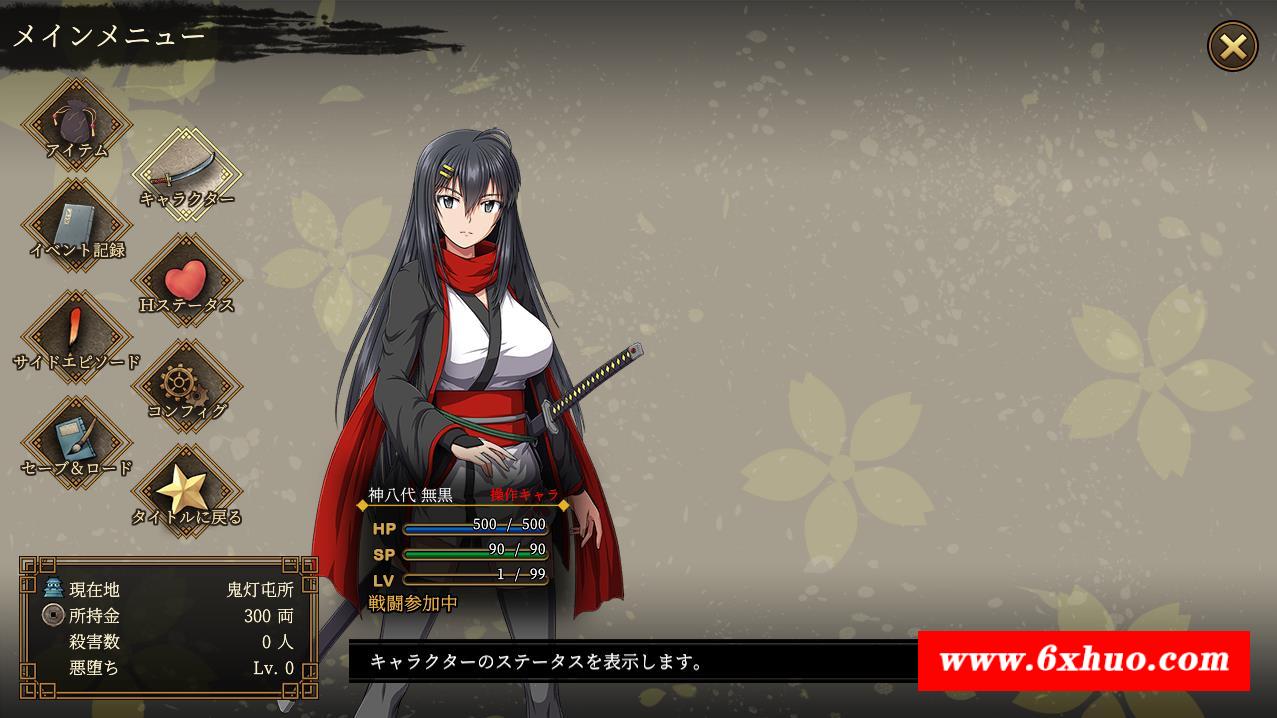 メインメニュー
アイテム
キャラクター
イベント記録
Hステータス
サイドエピソード
コンフィグ
セーブ&ロード
タイトルに戻る
神八代 無黒 操作キャラ
HP 500 / 500
SP 90 / 90
LV 1 / 99
戦闘参加中
現在地 鬼灯屯所
所持金 300 両
殺害数 0 人
悪堕ち Lv. 0
キャラクターのステータスを表示します。
www.6xhuo.com